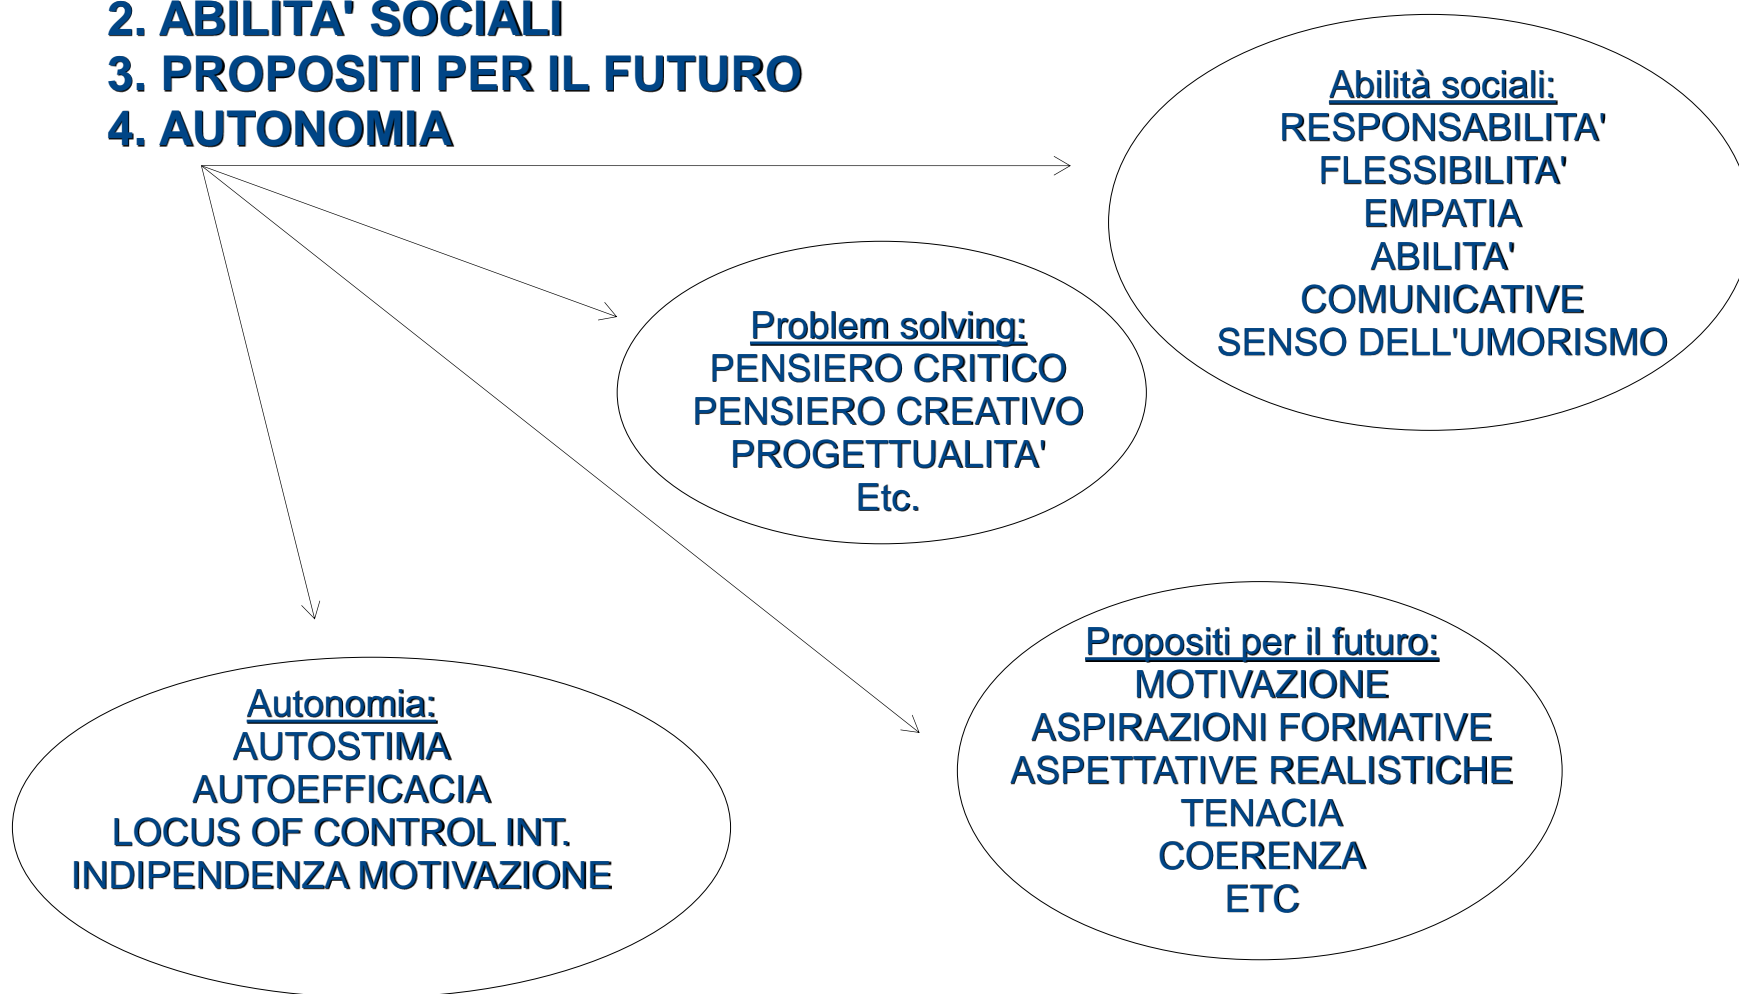 2. ABILITA' SOCIALI
3. PROPOSITI PER IL FUTURO
4. AUTONOMIA
Abilità sociali:
RESPONSABILITA'
FLESSIBILITA'
EMPATIA
ABILITA'
COMUNICATIVE
SENSO DELL'UMORISMO
Problem solving:
PENSIERO CRITICO
PENSIERO CREATIVO
PROGETTUALITA'
Etc.
Autonomia:
AUTOSTIMA
AUTOEFFICACIA
LOCUS OF CONTROL INT.
INDIPENDENZA MOTIVAZIONE
Propositi per il futuro:
MOTIVAZIONE
ASPIRAZIONI FORMATIVE
ASPETTATIVE REALISTICHE
TENACIA
COERENZA
ETC